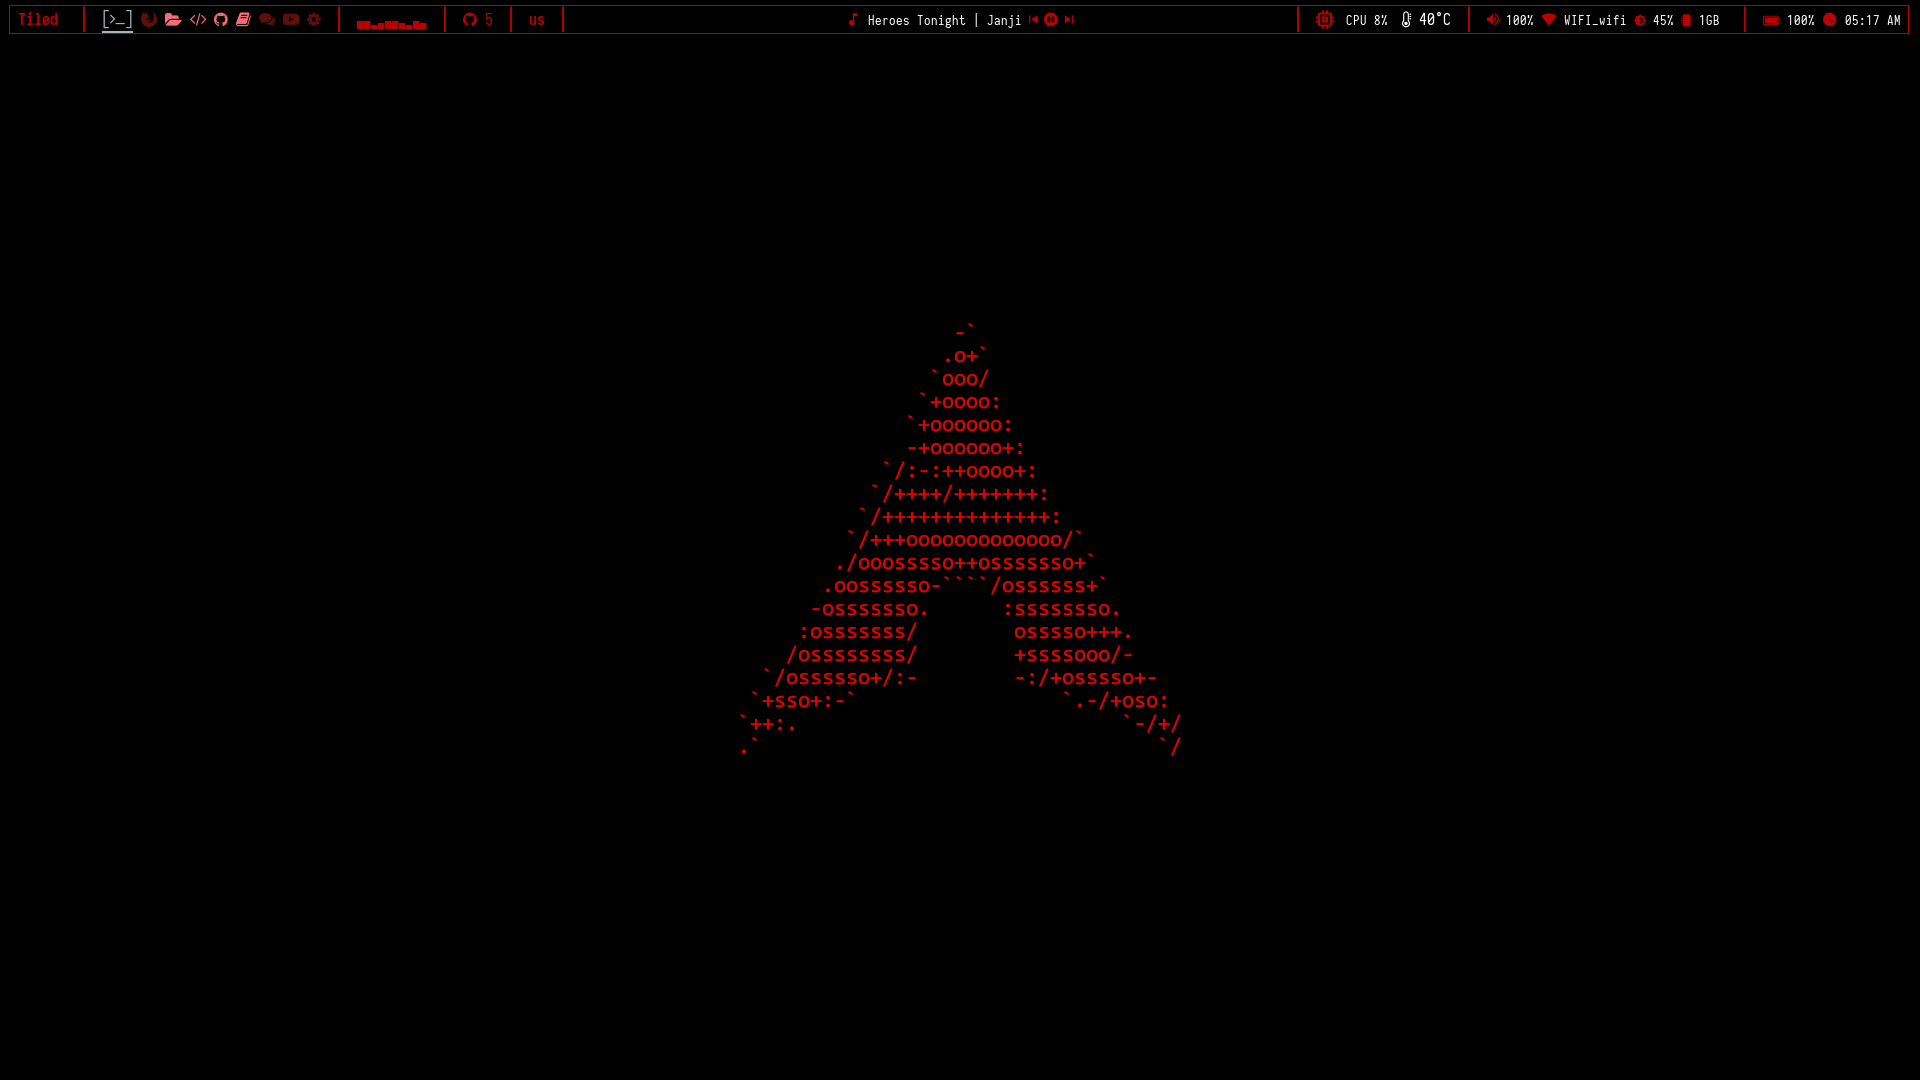 Tiled [>_] </> 5 us Heroes Tonight | Janji CPU 8% 40°C 100% WIFI_wifi 45% 1GB 100% 05:17 AM
-`
.o+`
`ooo/
`+oooo:
`+oooooo:
-+oooooo+:
`/:-:++oooo+:
`/++++/+++++++:
`/++++++++++++++:
`/+++ooooooooooooo/`
./ooosssso++osssssso+`
.oossssso-````/ossssss+`
-osssssso. :ssssssso.
:osssssss/ osssso+++.
/ossssssss/ +ssssooo/-
`/ossssso+/:- -:/+osssso+-
`+sso+:-` `.-/+oso:
`++:. `-/+/
.` `/